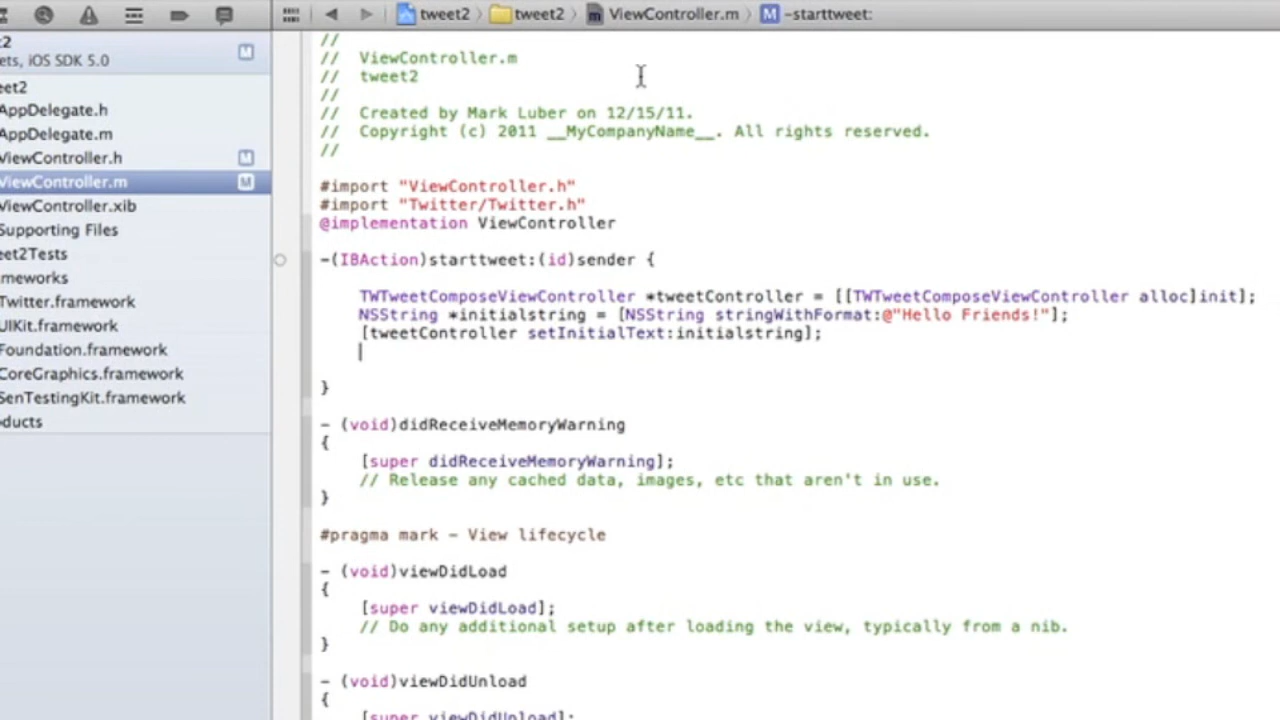 tweet2 tweet2 ViewController.m M -starttweet:
t2 M
ets, iOS SDK 5.0
eet2
AppDelegate.h
AppDelegate.m
ViewController.h M
ViewController.m M
ViewController.xib
Supporting Files
eet2Tests
meworks
Twitter.framework
UIKit.framework
Foundation.framework
CoreGraphics.framework
SenTestingKit.framework
oducts
//
// ViewController.m
// tweet2
//
// Created by Mark Luber on 12/15/11.
// Copyright (c) 2011 __MyCompanyName__. All rights reserved.
//
#import "ViewController.h"
#import "Twitter/Twitter.h"
@implementation ViewController
-(IBAction)starttweet:(id)sender {
TWTweetComposeViewController *tweetController = [[TWTweetComposeViewController alloc]init];
NSString *initialstring = [NSString stringWithFormat:@"Hello Friends!"];
[tweetController setInitialText:initialstring];
}
- (void)didReceiveMemoryWarning
{
[super didReceiveMemoryWarning];
// Release any cached data, images, etc that aren't in use.
}
#pragma mark - View lifecycle
- (void)viewDidLoad
{
[super viewDidLoad];
// Do any additional setup after loading the view, typically from a nib.
}
- (void)viewDidUnload
{
[super viewDidUnload];